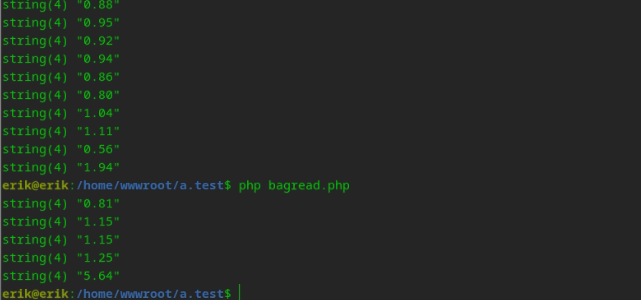 string(4) "0.88"
string(4) "0.95"
string(4) "0.92"
string(4) "0.94"
string(4) "0.86"
string(4) "0.80"
string(4) "1.04"
string(4) "1.11"
string(4) "0.56"
string(4) "1.94"
erik@erik:/home/wwwroot/a.test$ php bagread.php
string(4) "0.81"
string(4) "1.15"
string(4) "1.15"
string(4) "1.25"
string(4) "5.64"
erik@erik:/home/wwwroot/a.test$